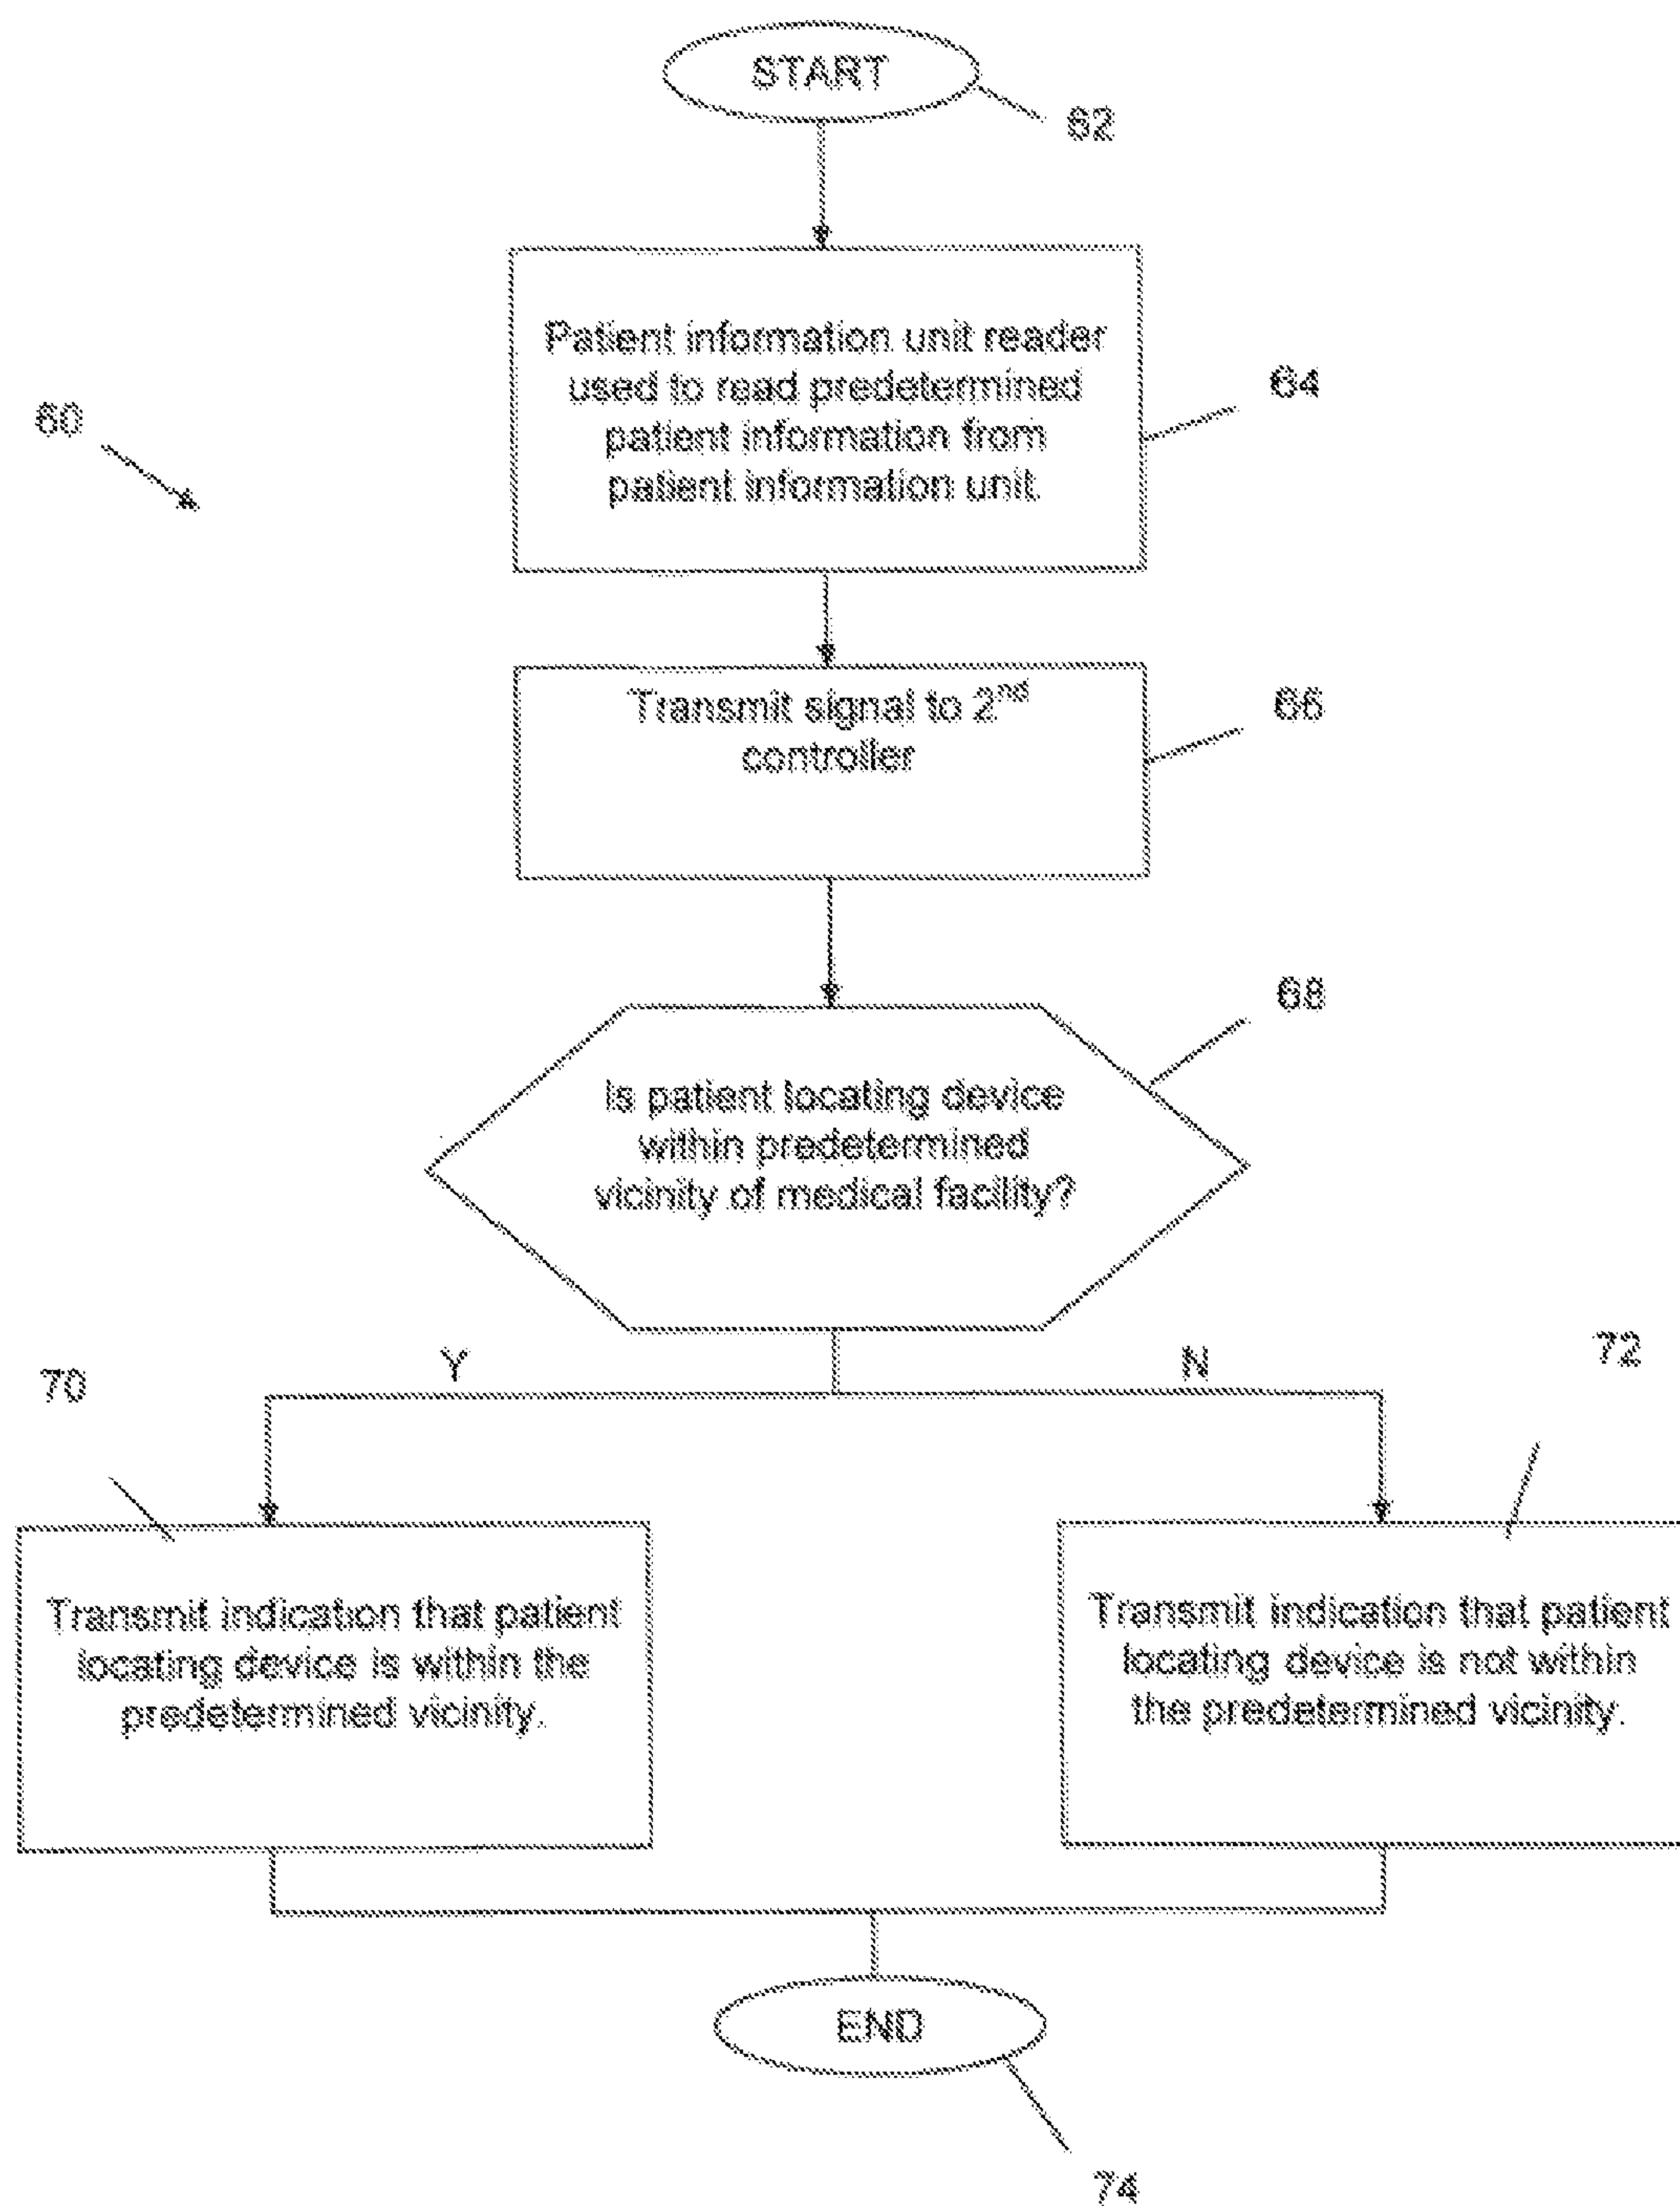 START
62
60
Patient information unit reader
used to read predetermined
patient information from
patient information unit.
64
Transmit signal to 2nd
controller
66
68
Is patient locating device
within predetermined
vicinity of medical facility?
Y
N
70
72
Transmit indication that patient
locating device is within the
predetermined vicinity.
Transmit indication that patient
locating device is not within
the predetermined vicinity.
END
74